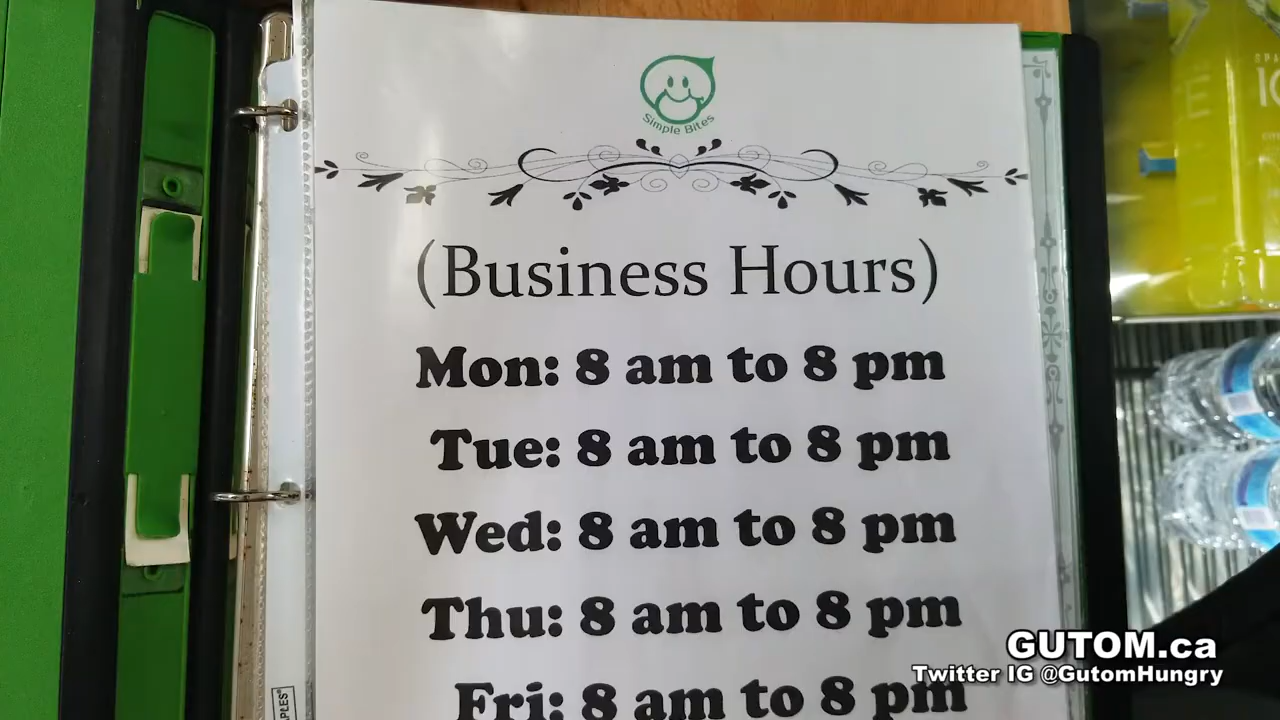 Simple Bites
(Business Hours)
Mon: 8 am to 8 pm
Tue: 8 am to 8 pm
Wed: 8 am to 8 pm
Thu: 8 am to 8 pm
Fri: 8 am to 8 pm
GUTOM.ca
Twitter IG @GutomHungry